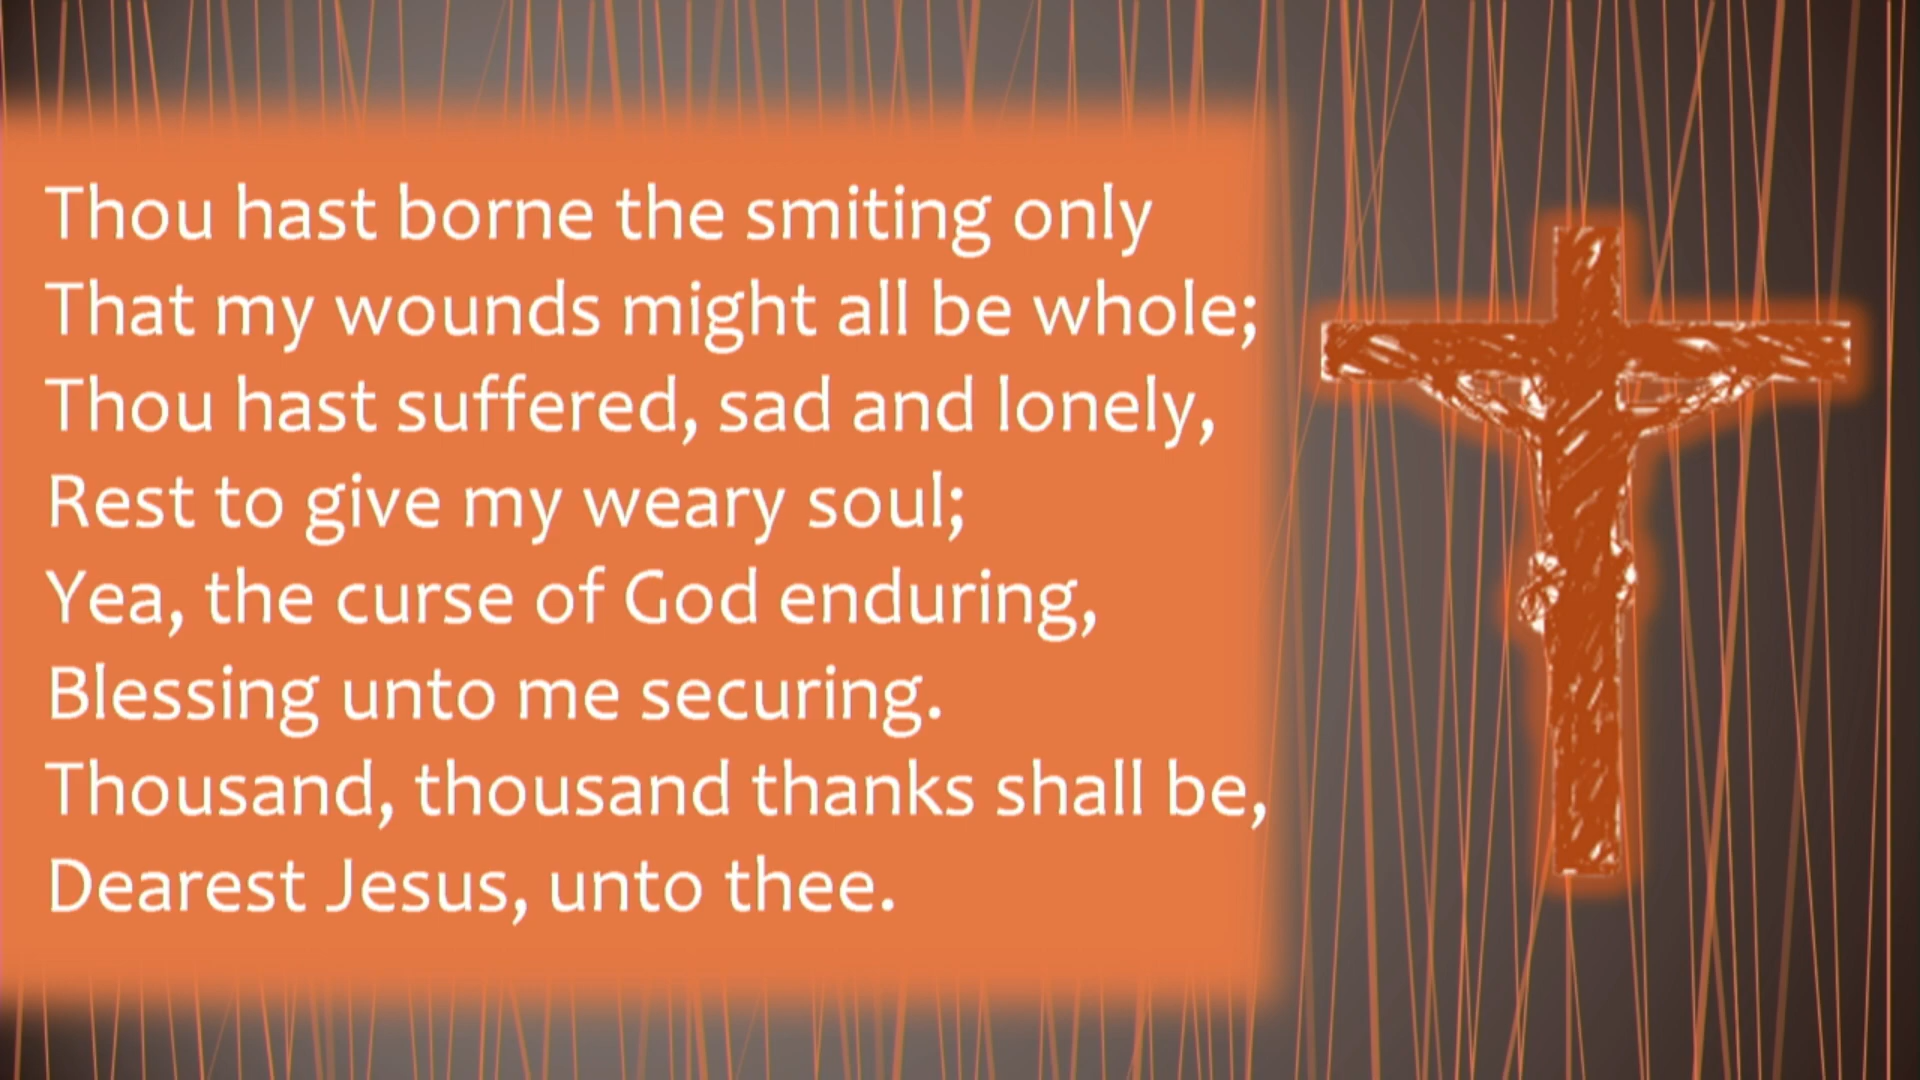 Thou hast borne the smiting only
That my wounds might all be whole;
Thou hast suffered, sad and lonely,
Rest to give my weary soul;
Yea, the curse of God enduring,
Blessing unto me securing.
Thousand, thousand thanks shall be,
Dearest Jesus, unto thee.